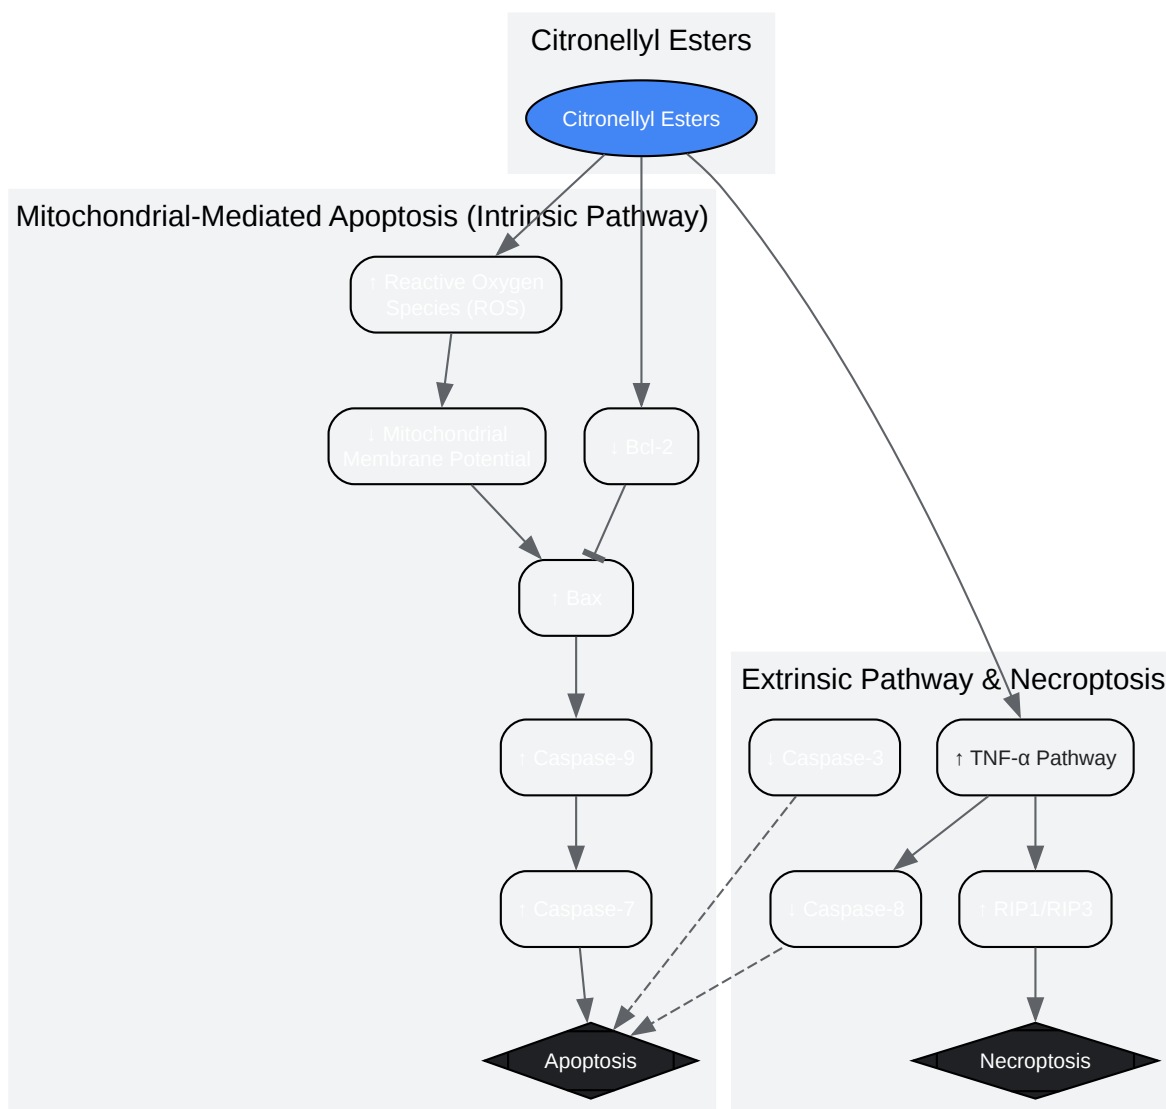 Citronellyl Esters
Citronellyl Esters
Mitochondrial-Mediated Apoptosis (Intrinsic Pathway)
↑ Reactive Oxygen
Species (ROS)
↓ Mitochondrial
Membrane Potential
↓ Bcl-2
↑ Bax
↑ Caspase-9
↑ Caspase-7
Apoptosis
Extrinsic Pathway & Necroptosis
↓ Caspase-3
↑ TNF-α Pathway
↓ Caspase-8
↑ RIP1/RIP3
Necroptosis